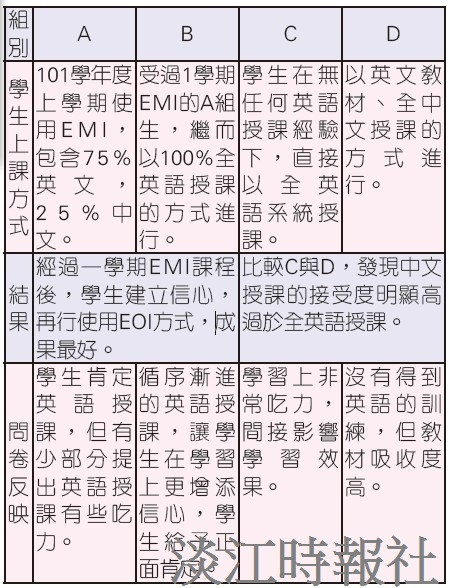 組別
A
B
C
D
學生上課方式
101學年度
上學期使
用EMI，
包含75%
英文，
25%中
文。
受過1學期
EMI的A組
生，繼而
以100%全
英語授課
的方式進
行。
學生在無
任何英語
授課經驗
下，直接
以全英
語系統授
課。
以英文教
材、全中
文授課的
方式進
行。
結果
經過一學期EMI課程
後，學生建立信心，
再行使用EOI方式，成
果最好。
比較C與D，發現中文
授課的接受度明顯高
過於全英語授課。
問卷反映
學生肯定
英語授
課，但有
少部分提
出英語授
課有些吃
力。
循序漸進
的英語授
課，讓學
生在學習
上更增添
信心，學
生給予正
面肯定。
學習上非
常吃力，
間接影響
學習效
果。
沒有得到
英語的訓
練，但教
材吸收度
高。
淡江時報社